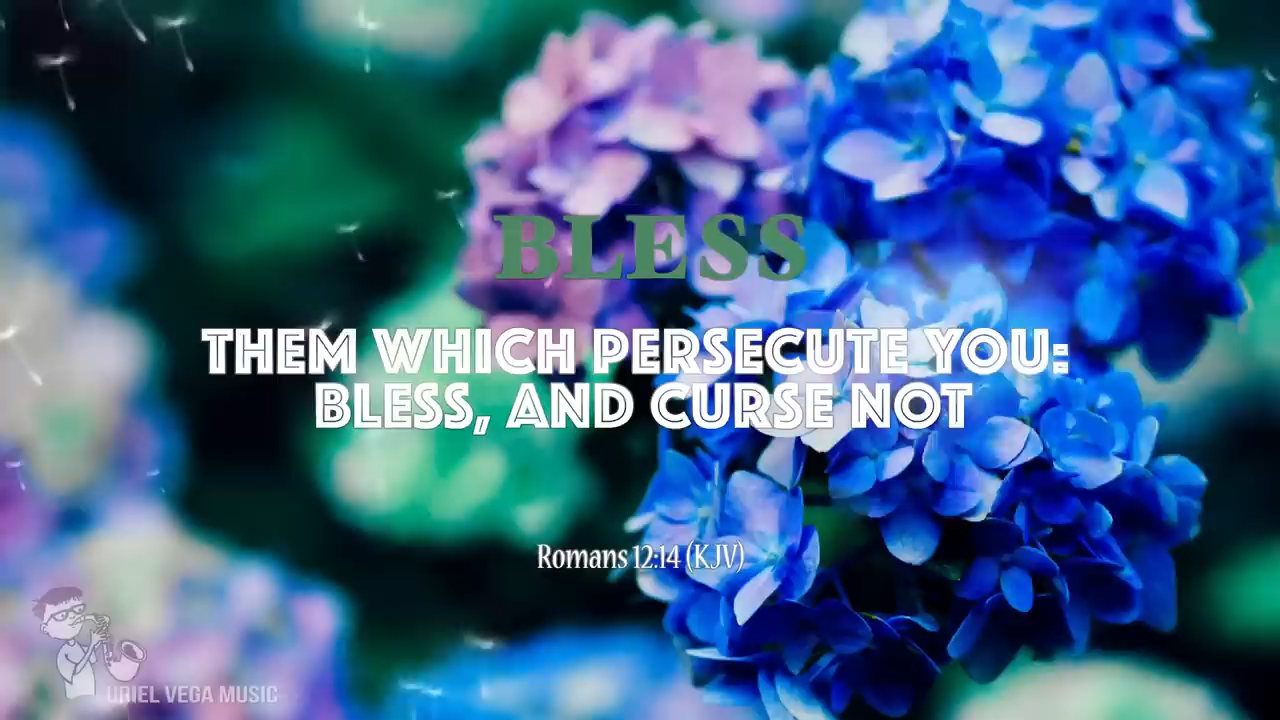 BLESS
THEM WHICH PERSECUTE YOU:
BLESS, AND CURSE NOT
Romans 12:14 (KJV)
URIEL VEGA MUSIC